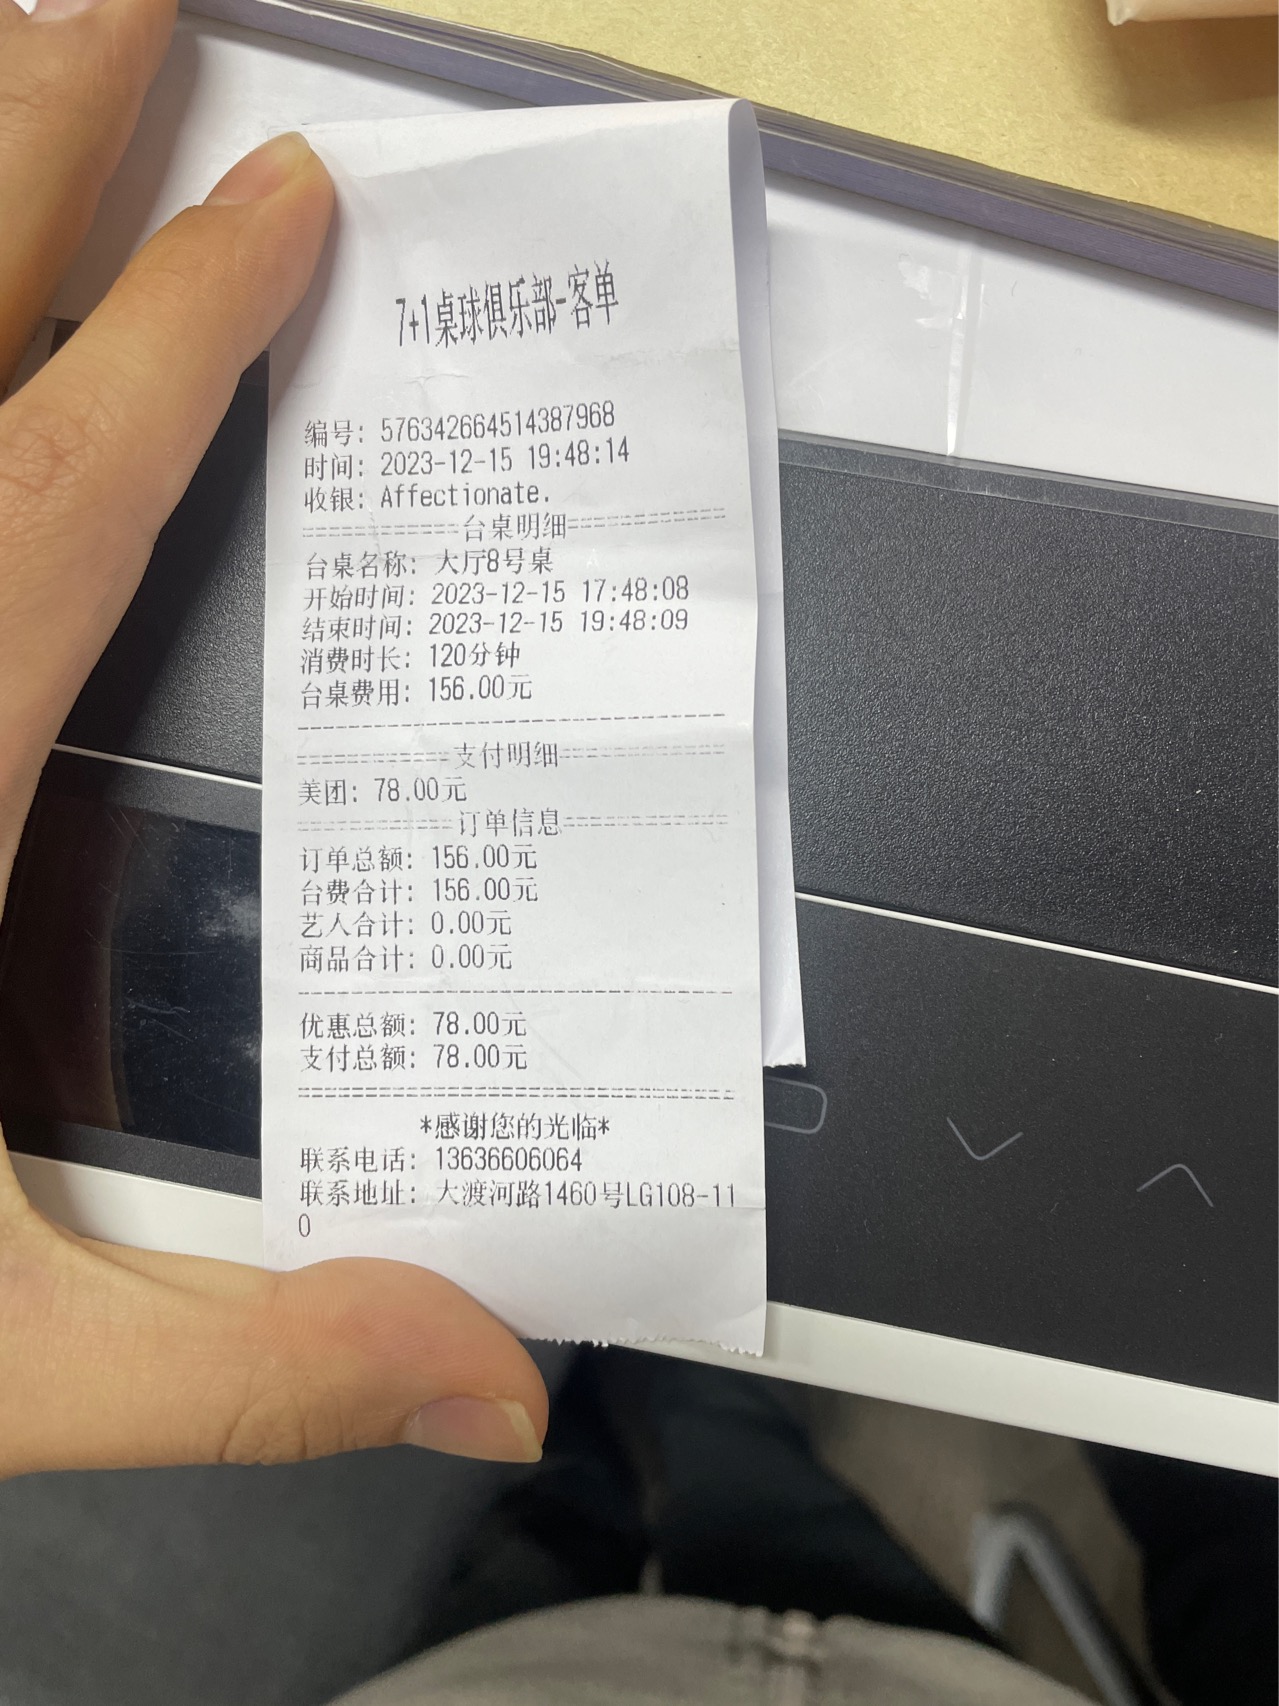 7+1桌球俱乐部-客单
编号: 576342664514387968
时间: 2023-12-15 19:48:14
收银: Affectionate.
============台桌明细============
台桌名称: 大厅8号桌
开始时间: 2023-12-15 17:48:08
结束时间: 2023-12-15 19:48:09
消费时长: 120分钟
台桌费用: 156.00元
--------------------------------
============支付明细============
美团: 78.00元
============订单信息============
订单总额: 156.00元
台费合计: 156.00元
艺人合计: 0.00元
商品合计: 0.00元
--------------------------------
优惠总额: 78.00元
支付总额: 78.00元
================================
*感谢您的光临*
联系电话: 13636606064
联系地址: 大渡河路1460号LG108-11
0